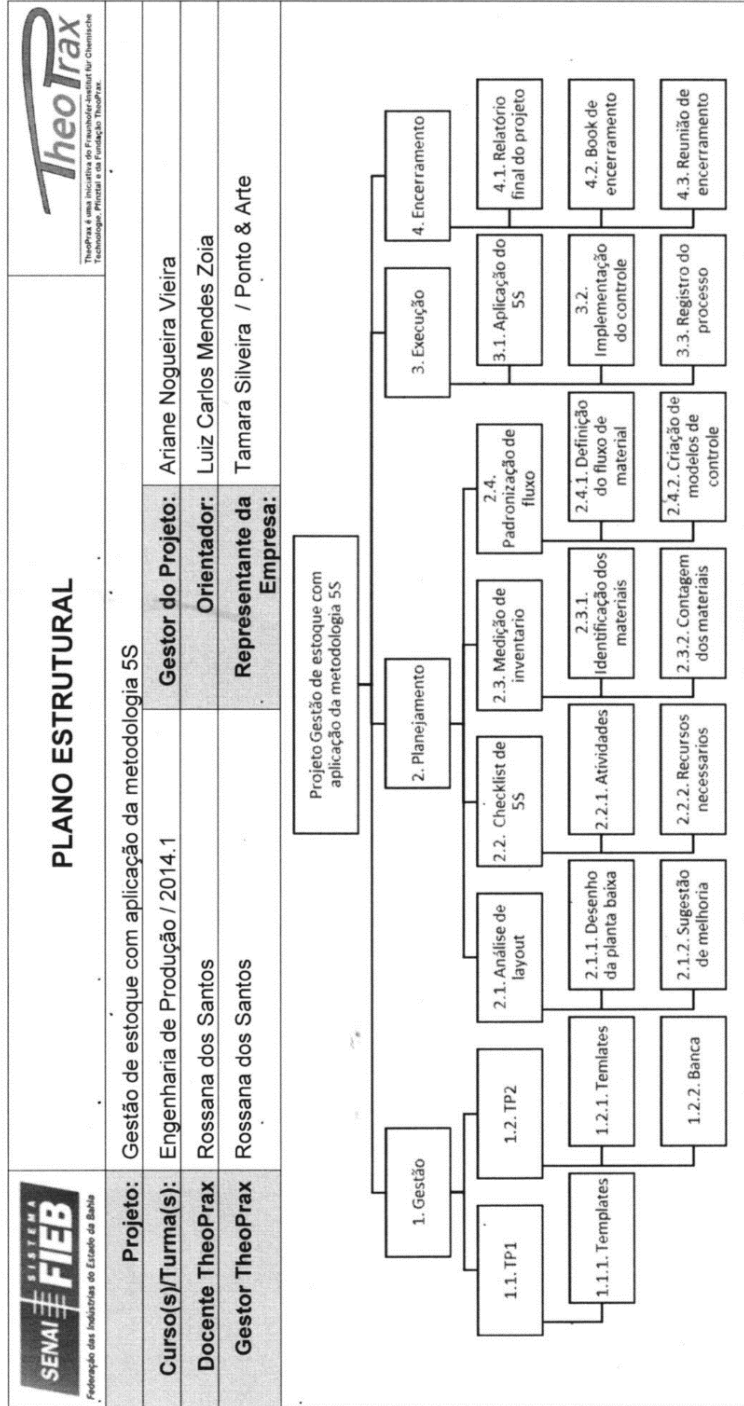 SENAI SISTEMA FIEB
Federação das Indústrias do Estado da Bahia
PLANO ESTRUTURAL
TheoPrax
TheoPrax é uma iniciativa do Fraunhofer-Institut für Chemische
Technologie, Pfinztal e da Fundação TheoPrax.
Projeto: Gestão de estoque com aplicação da metodologia 5S
Curso(s)/Turma(s): Engenharia de Produção / 2014.1
Gestor do Projeto: Ariane Nogueira Vieira
Docente TheoPrax Rossana dos Santos
Orientador: Luiz Carlos Mendes Zoia
Gestor TheoPrax Rossana dos Santos
Representante da
Empresa:
Tamara Silveira / Ponto & Arte
Projeto Gestão de estoque com
aplicação da metodologia 5S
1. Gestão
1.1. TP1
1.1.1. Templates
1.2. TP2
1.2.1. Temlates
1.2.2. Banca
2. Planejamento
2.1. Análise de
layout
2.1.1. Desenho
da planta baixa
2.1.2. Sugestão
de melhoria
2.2. Checklist de
5S
2.2.1. Atividades
2.2.2. Recursos
necessarios
2.3. Medição de
inventario
2.3.1.
Identificação dos
materiais
2.3.2. Contagem
dos materiais
2.4.
Padronização de
fluxo
2.4.1. Definição
do fluxo de
material
2.4.2. Criação de
modelos de
controle
3. Execução
3.1. Aplicação do
5S
3.2.
Implementação
do controle
3.3. Registro do
processo
4. Encerramento
4.1. Relatório
final do projeto
4.2. Book de
encerramento
4.3. Reunião de
encerramento